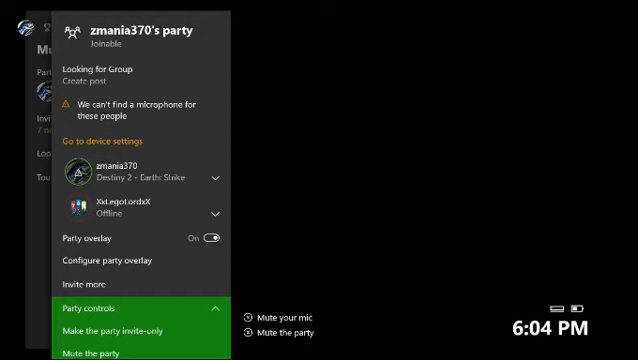 zmania370's party
Joinable
Looking for Group
Create post
We can't find a microphone for
these people
Go to device settings
zmania370
Destiny 2 - Earth: Strike
XxLegoLordxX
Offline
Party overlay
On
Configure party overlay
Invite more
Party controls
Make the party invite-only
Mute the party
Mute your mic
Mute the party
6:04 PM